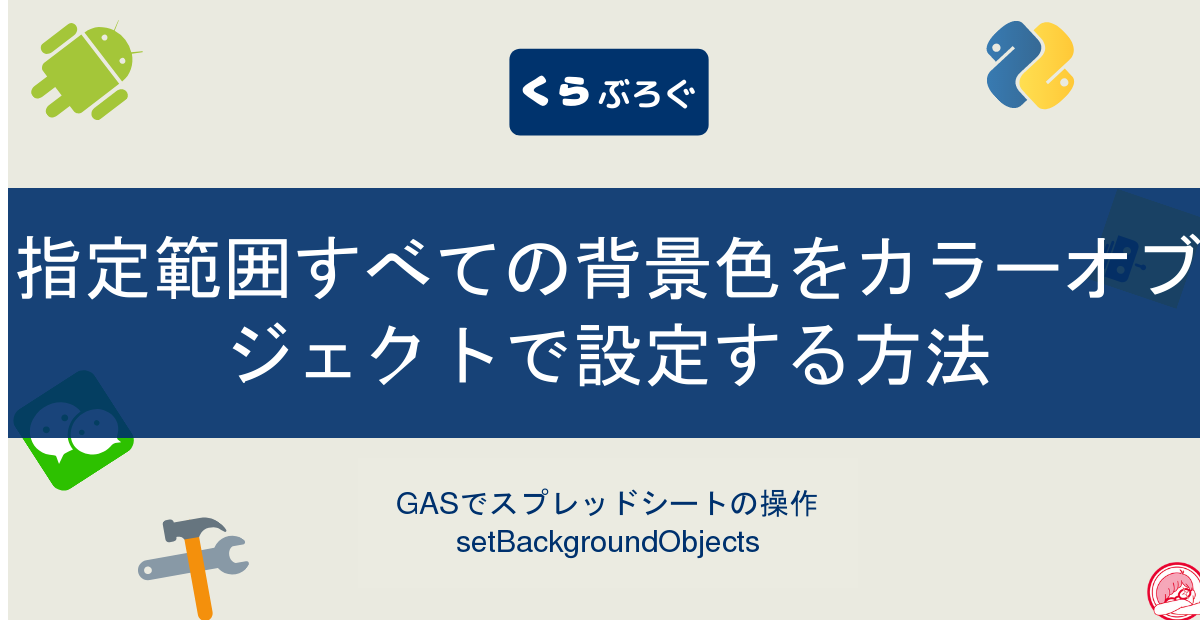 くらぶろぐ
指定範囲すべての背景色をカラーオブ
ジェクトで設定する方法
GASでスプレッドシートの操作
setBackgroundObjects